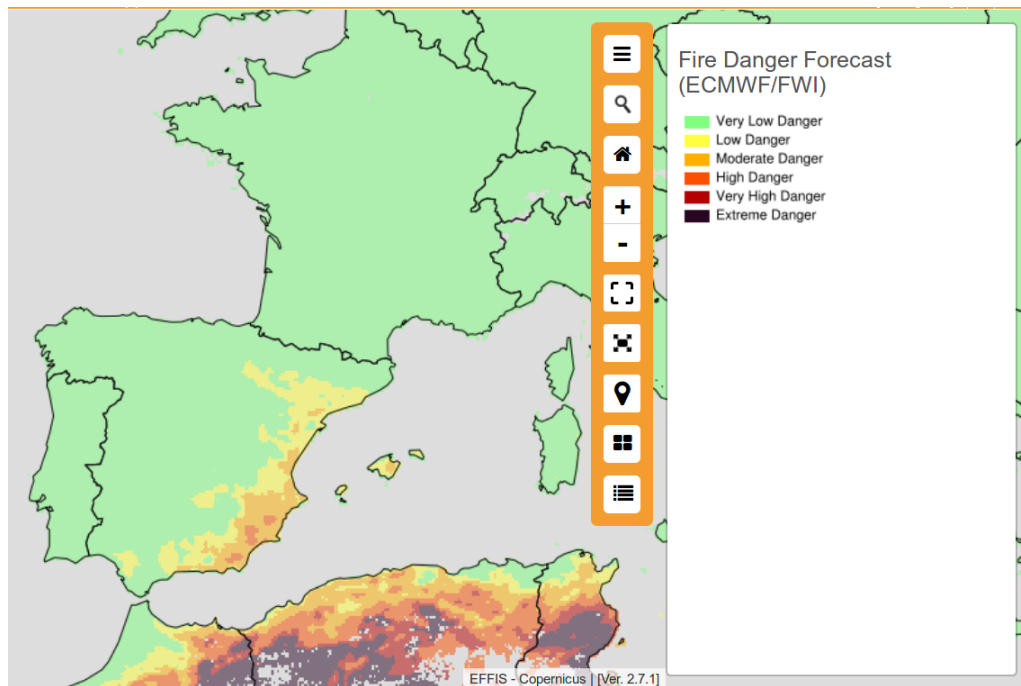 Fire Danger Forecast
(ECMWF/FWI)
Very Low Danger
Low Danger
Moderate Danger
High Danger
Very High Danger
Extreme Danger
+
-
EFFIS - Copernicus | [Ver. 2.7.1]